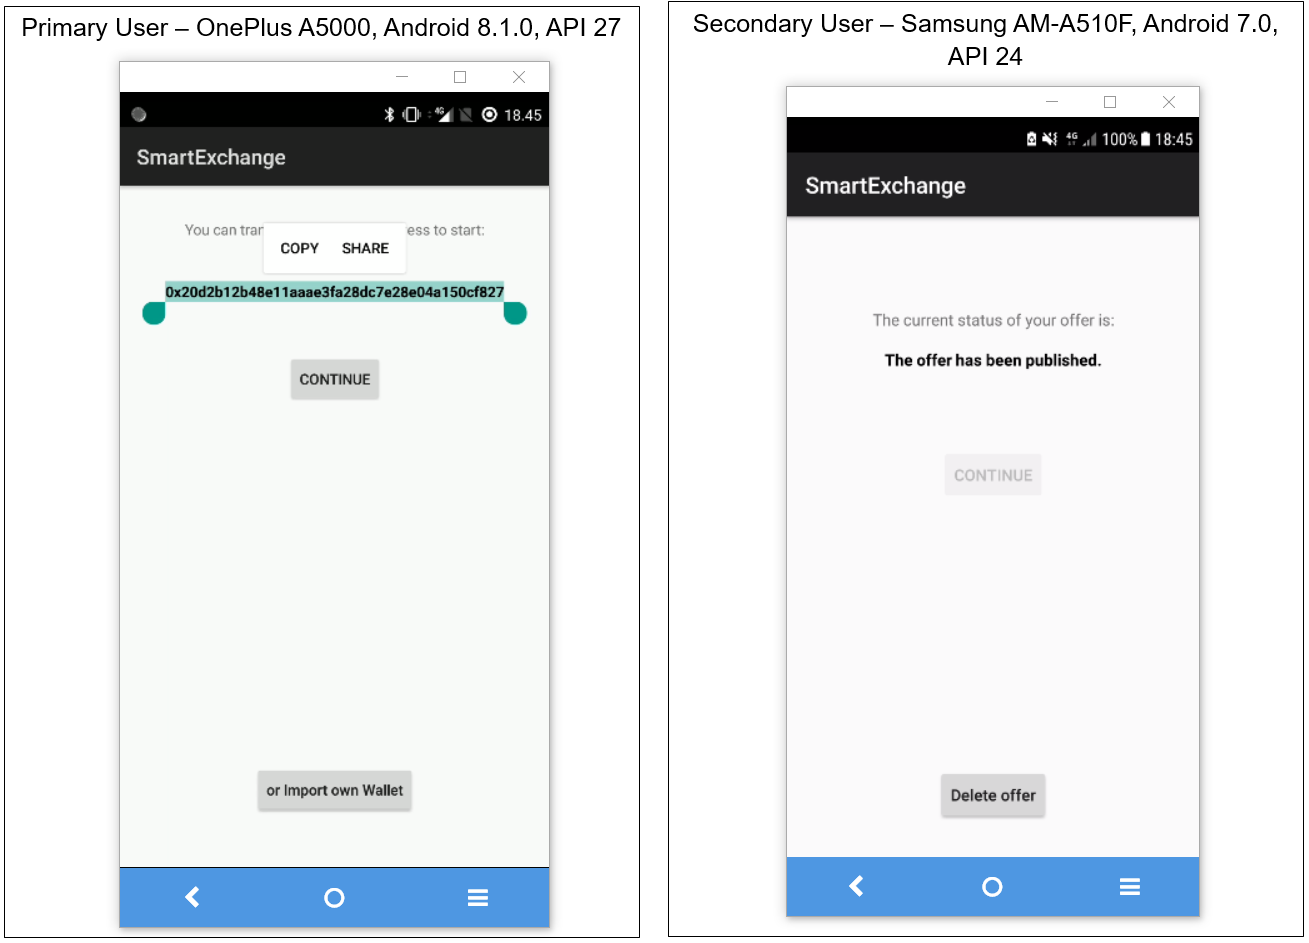 Primary User – OnePlus A5000, Android 8.1.0, API 27
4G 18.45
SmartExchange
You can tran
ess to start:
COPY SHARE
0x20d2b12b48e11aaae3fa28dc7e28e04a150cf827
CONTINUE
or Import own Wallet
Secondary User – Samsung AM-A510F, Android 7.0,
API 24
4G 100% 18:45
SmartExchange
The current status of your offer is:
The offer has been published.
CONTINUE
Delete offer